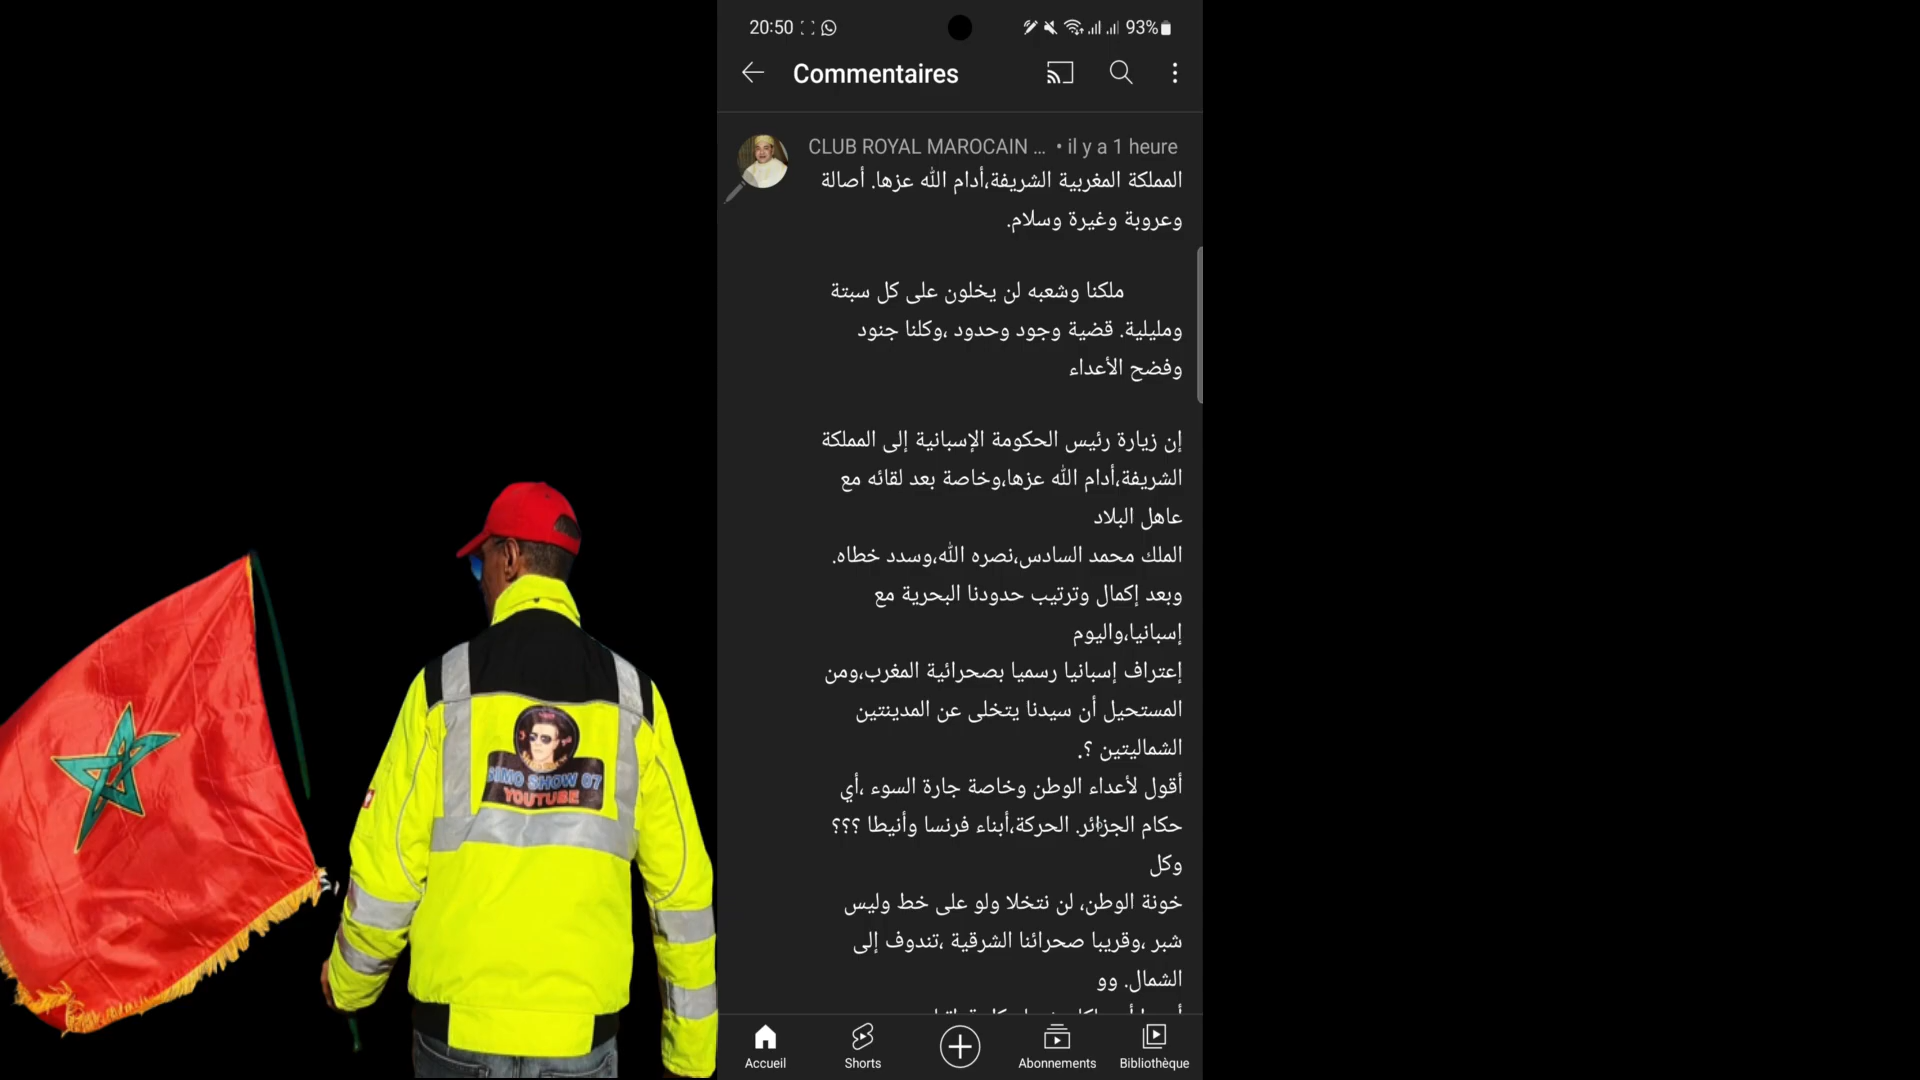 20:50
93%
Commentaires
CLUB ROYAL MAROCAIN ... • il y a 1 heure
المملكة المغربية الشريفة،أدام الله عزها. أصالة
وعروبة وغيرة وسلام.
ملكنا وشعبه لن يخلون على كل سبتة
ومليلية. قضية وجود وحدود ،وكلنا جنود
وفضح الأعداء
إن زيارة رئيس الحكومة الإسبانية إلى المملكة
الشريفة،أدام الله عزها،وخاصة بعد لقائه مع
عاهل البلاد
الملك محمد السادس،نصره الله،وسدد خطاه.
وبعد إكمال وترتيب حدودنا البحرية مع
إسبانيا،واليوم
إعتراف إسبانيا رسميا بصحرائية المغرب،ومن
المستحيل أن سيدنا يتخلى عن المدينتين
الشماليتين ؟.
أقول لأعداء الوطن وخاصة جارة السوء ،أي
حكام الجزائر. الحركة،أبناء فرنسا وأنيطا ؟؟؟
وكل
خونة الوطن، لن نتخلا ولو على خط وليس
شبر ،وقريبا صحرائنا الشرقية ،تندوف إلى
الشمال. وو
SIMO SHOW 07
YOUTUBE
Accueil
Shorts
Abonnements
Bibliothèque